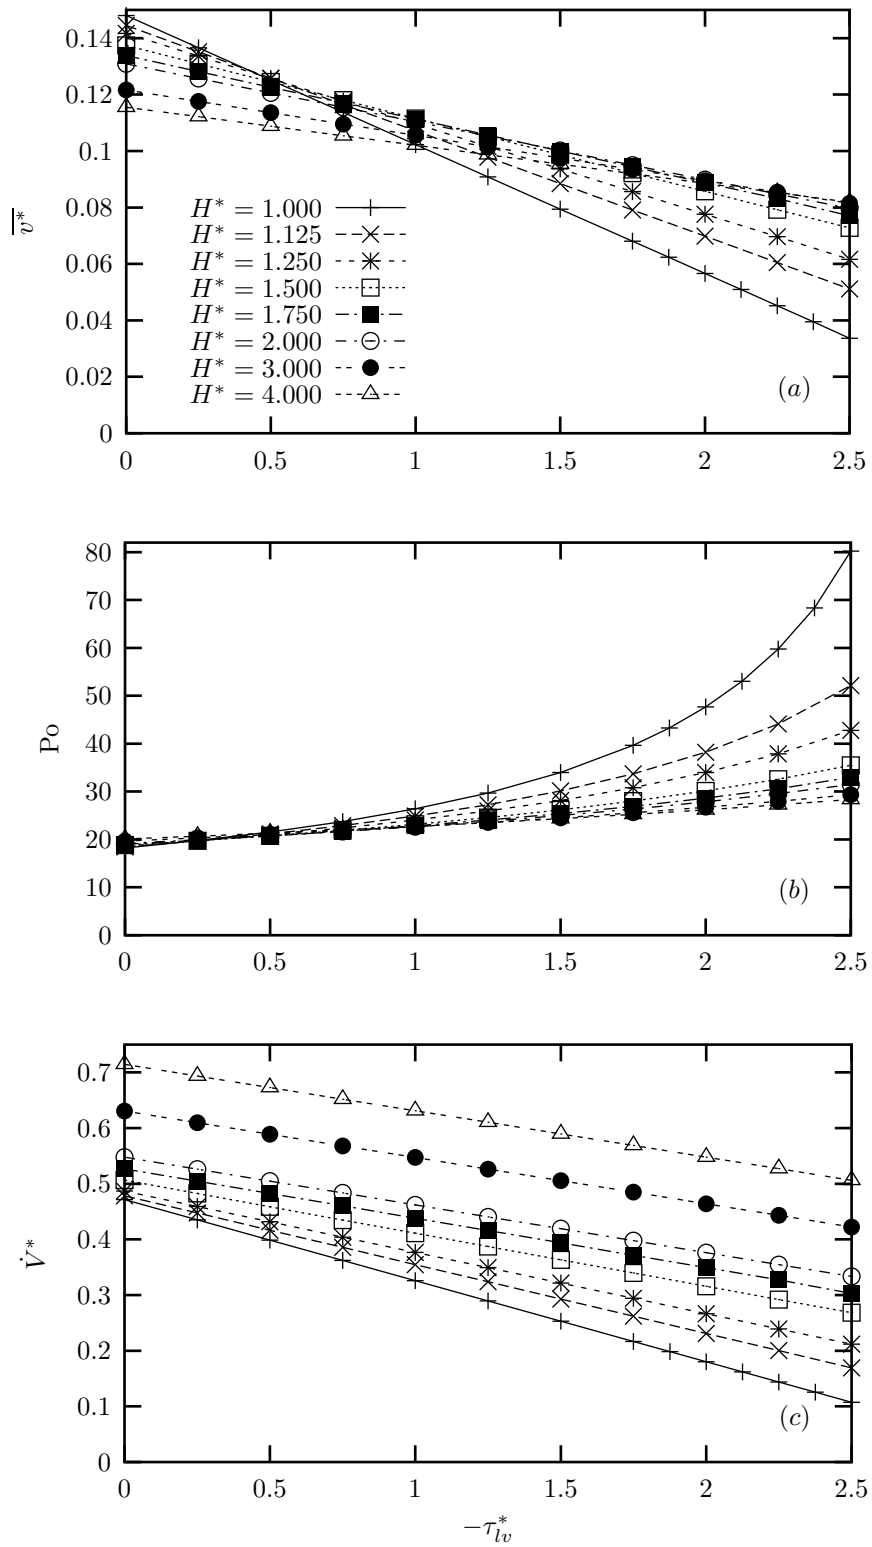 0.14
0.12
0.1
0.08
0.06
0.04
0.02
0
v*
H* = 1.000
H* = 1.125
H* = 1.250
H* = 1.500
H* = 1.750
H* = 2.000
H* = 3.000
H* = 4.000
(a)
0 0.5 1 1.5 2 2.5
80
70
60
50
40
30
20
10
0
Po
(b)
0 0.5 1 1.5 2 2.5
0.7
0.6
0.5
0.4
0.3
0.2
0.1
0
V̇*
(c)
0 0.5 1 1.5 2 2.5
−τ*lv